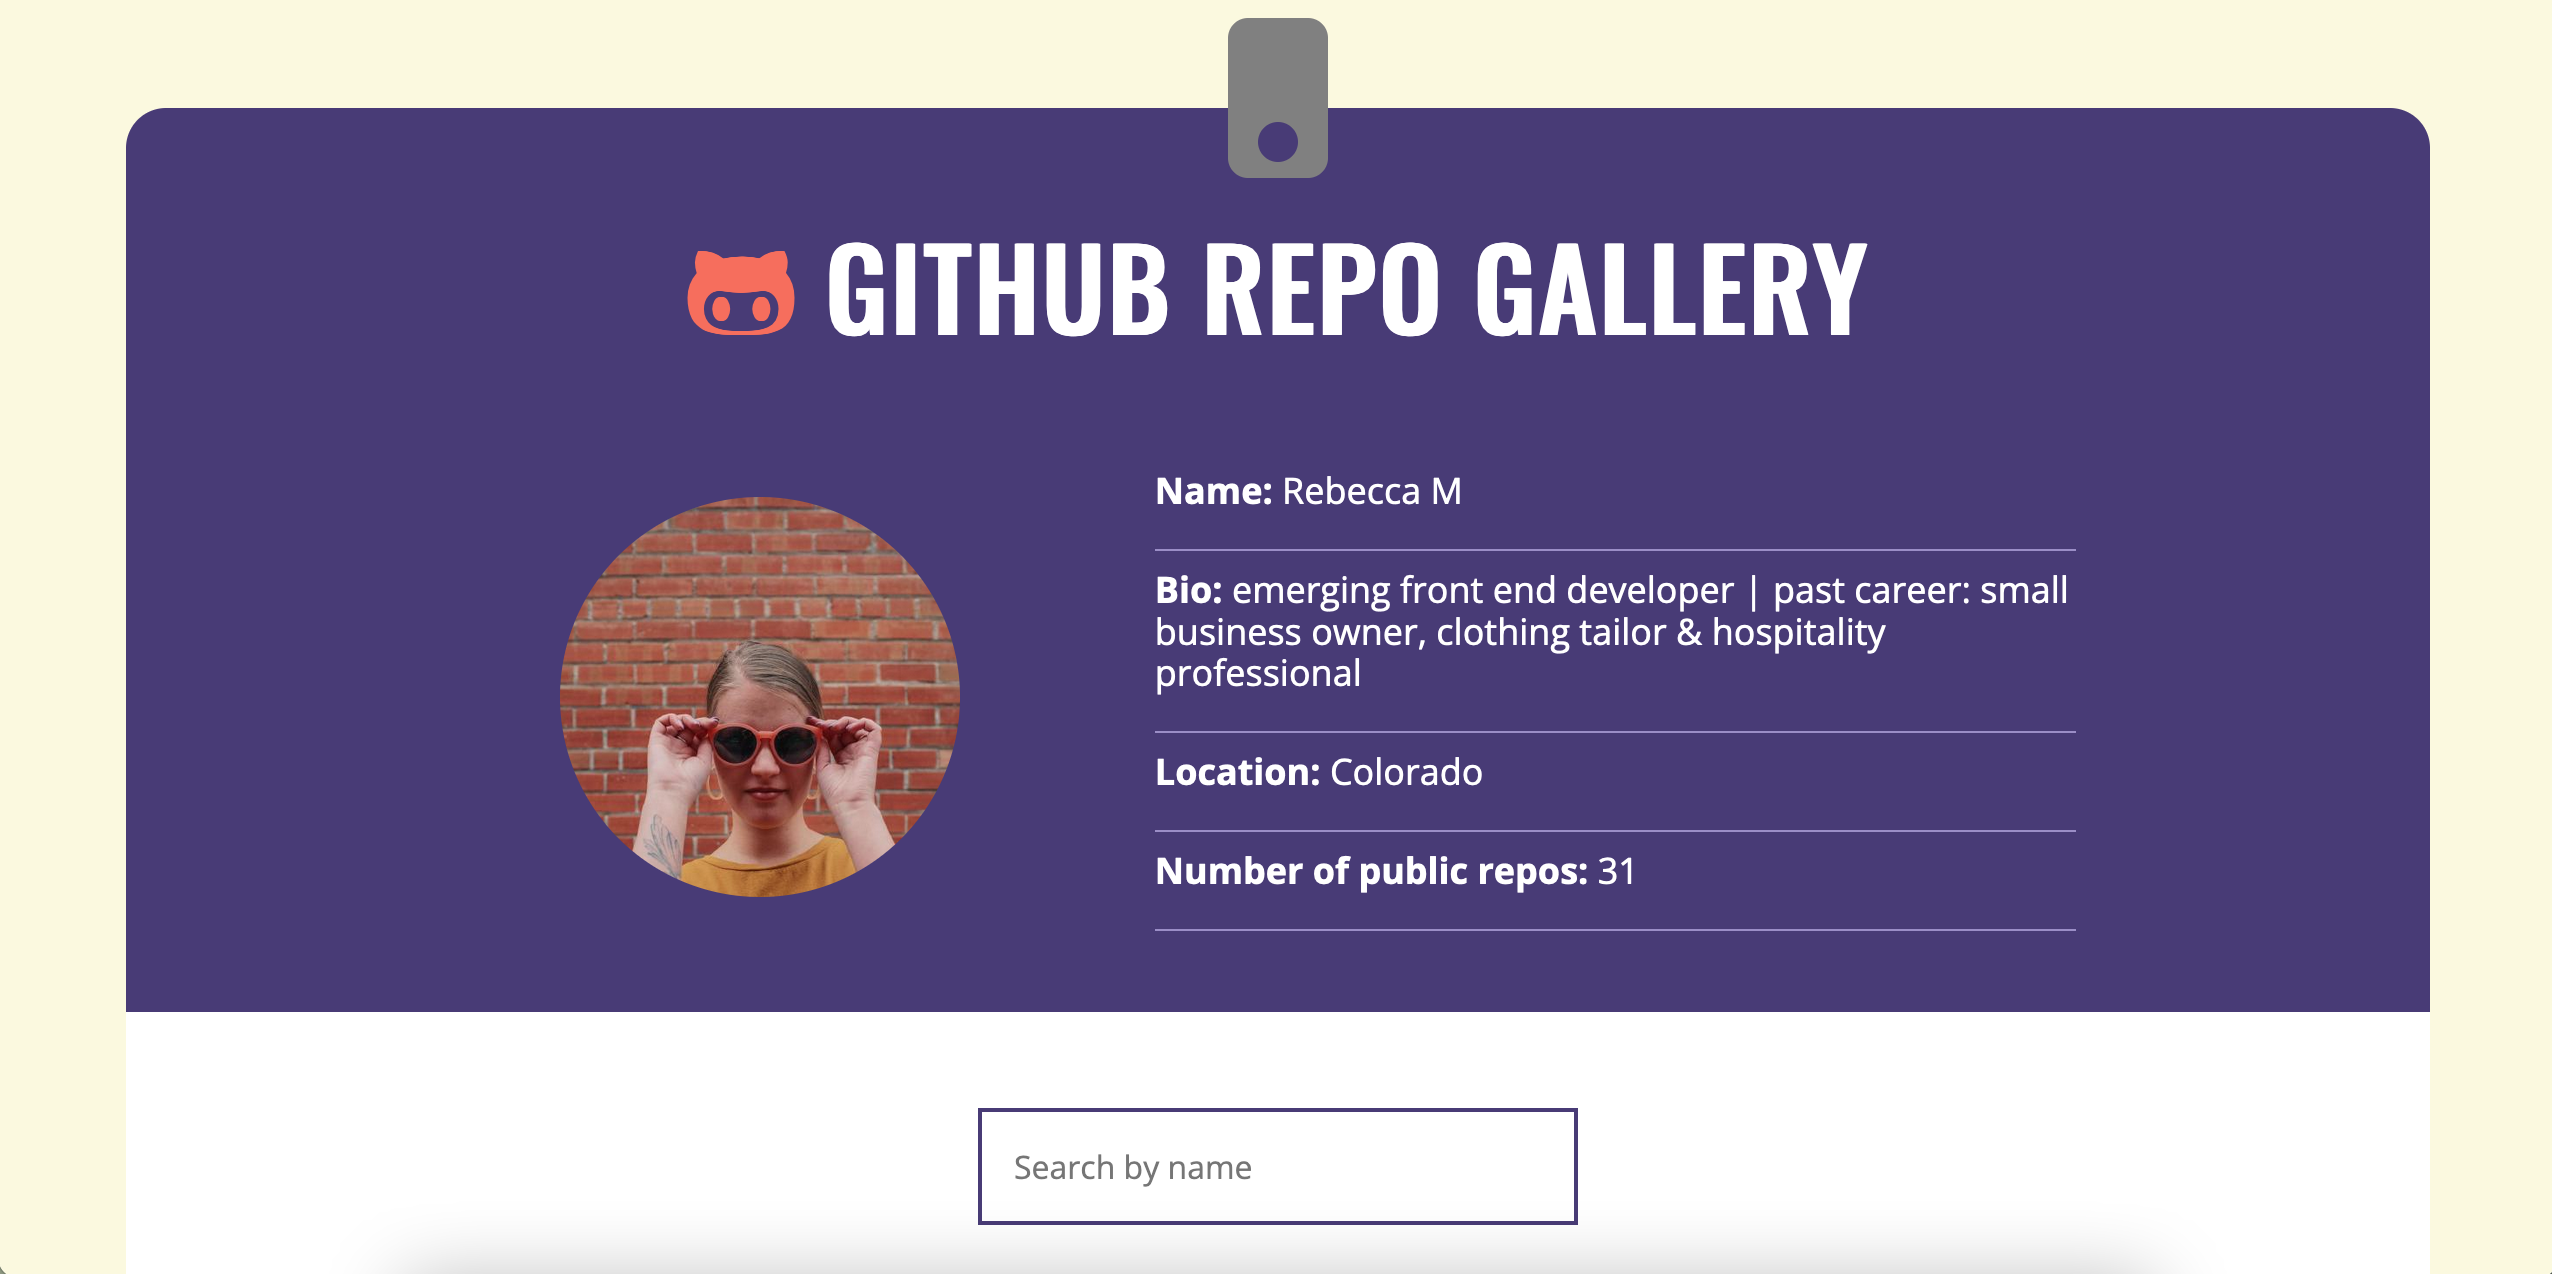 GITHUB REPO GALLERY
Name: Rebecca M
Bio: emerging front end developer | past career: small
business owner, clothing tailor & hospitality
professional
Location: Colorado
Number of public repos: 31
Search by name